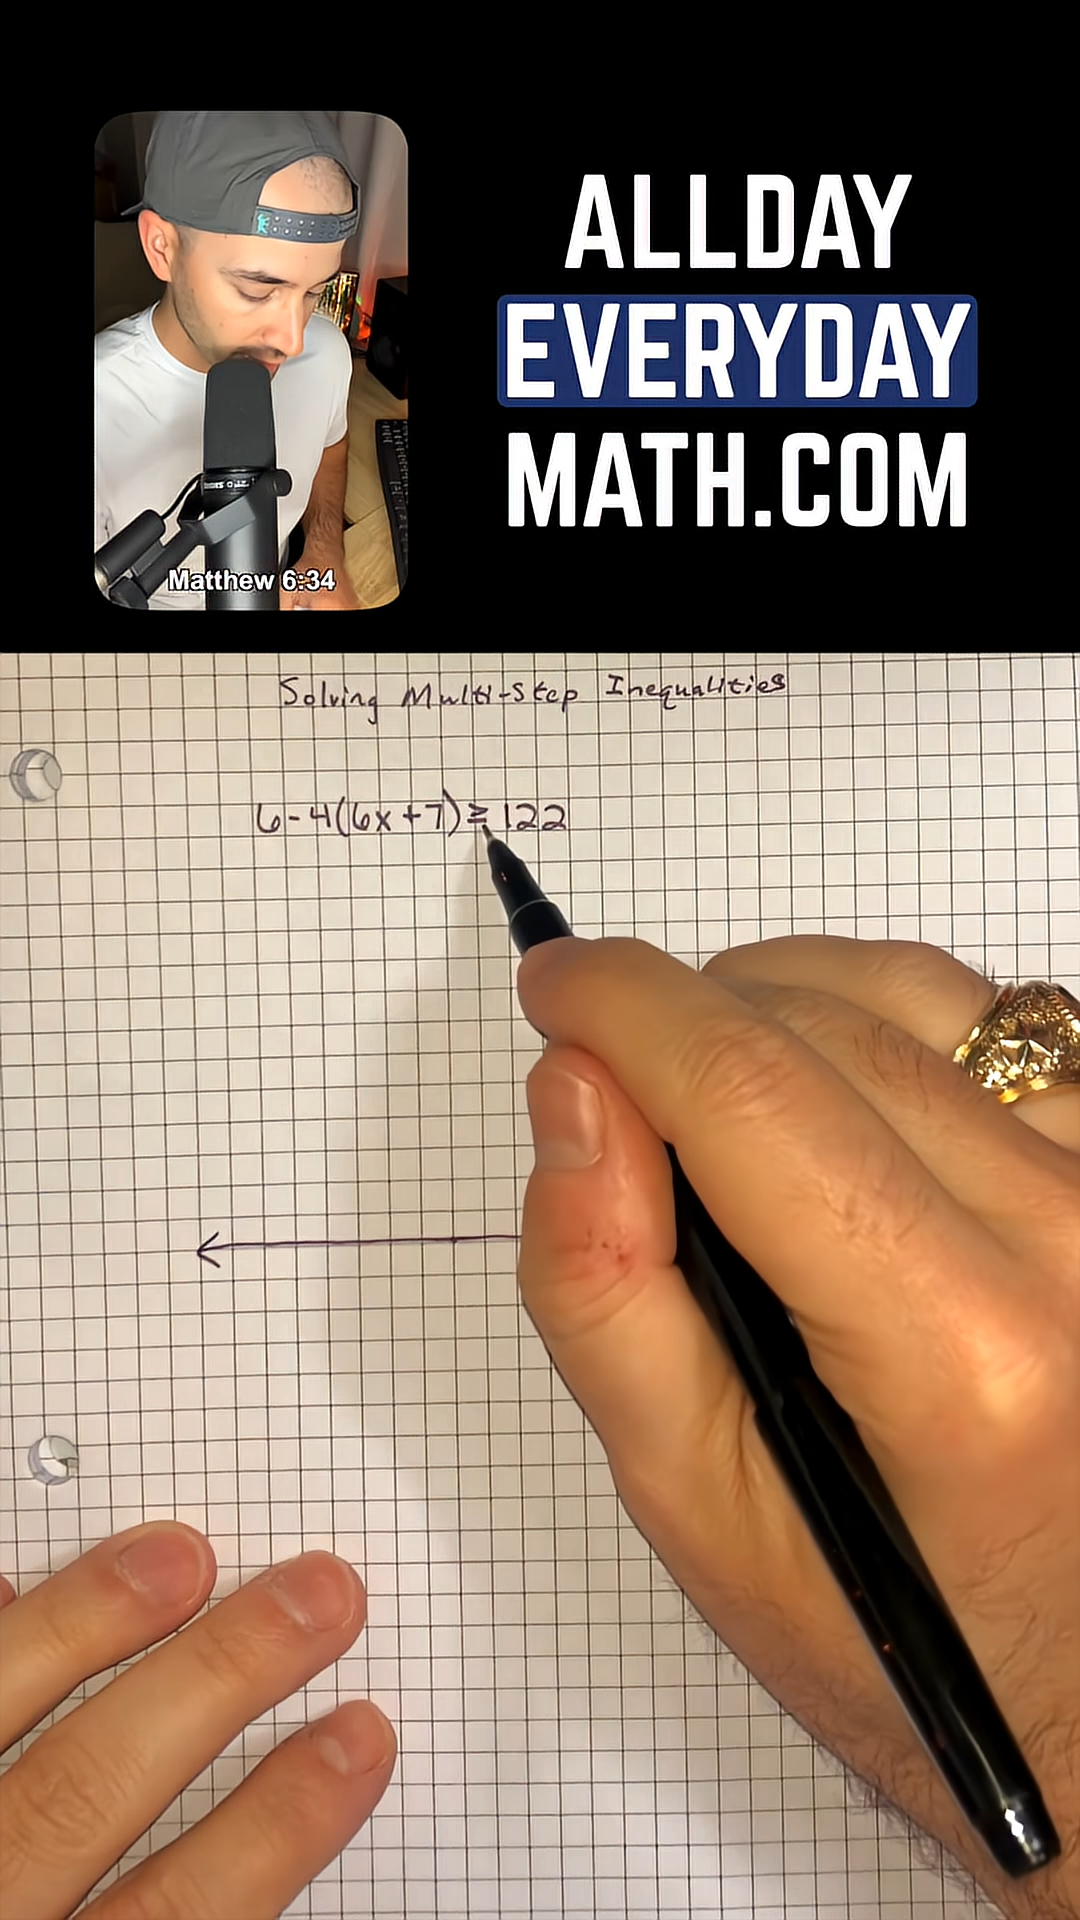 ALLDAY
EVERYDAY
MATH.COM
Matthew 6:34
Solving Multi-Step Inequalities
6-4(6x+7)≥122